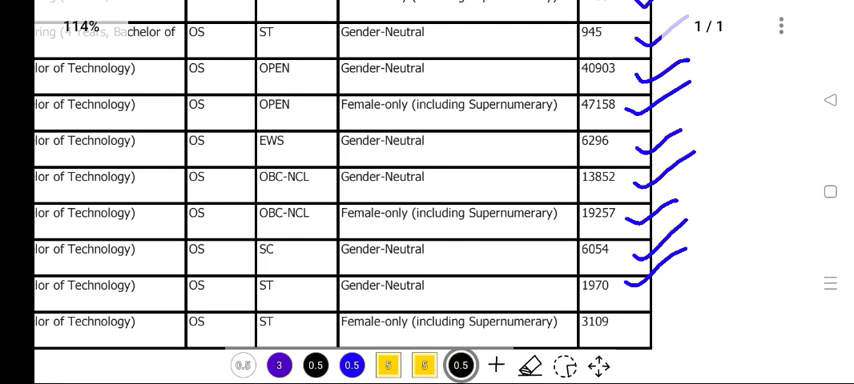 ring (4 Years, Bachelor of OS ST Gender-Neutral 945
114% 1 / 1
lor of Technology) OS OPEN Gender-Neutral 40903
lor of Technology) OS OPEN Female-only (including Supernumerary) 47158
lor of Technology) OS EWS Gender-Neutral 6296
lor of Technology) OS OBC-NCL Gender-Neutral 13852
lor of Technology) OS OBC-NCL Female-only (including Supernumerary) 19257
lor of Technology) OS SC Gender-Neutral 6054
lor of Technology) OS ST Gender-Neutral 1970
lor of Technology) OS ST Female-only (including Supernumerary) 3109
0.5 3 0.5 0.5 5 5 0.5